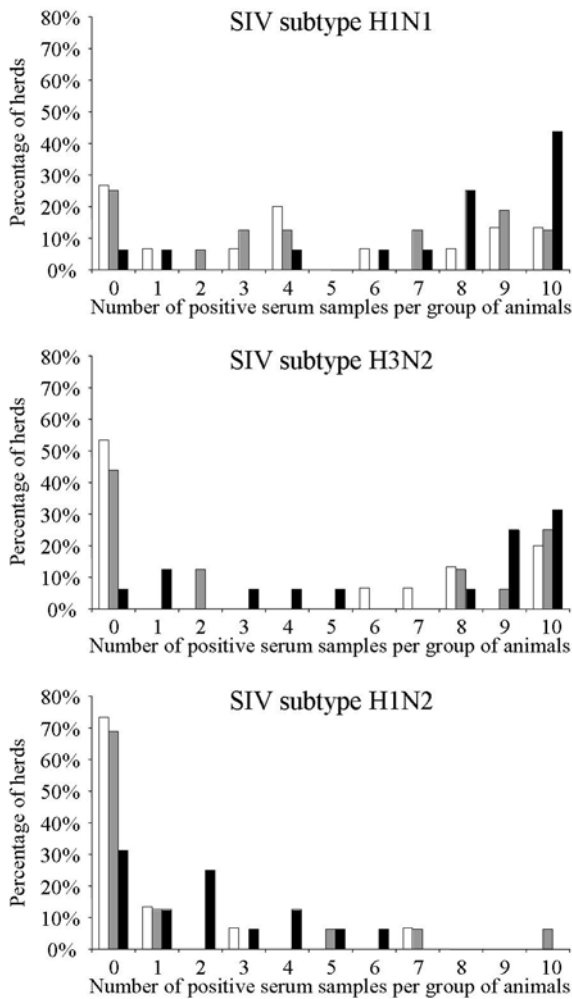 SIV subtype H1N1
Percentage of herds
80%
70%
60%
50%
40%
30%
20%
10%
0%
0 1 2 3 4 5 6 7 8 9 10
Number of positive serum samples per group of animals
SIV subtype H3N2
Percentage of herds
80%
70%
60%
50%
40%
30%
20%
10%
0%
0 1 2 3 4 5 6 7 8 9 10
Number of positive serum samples per group of animals
SIV subtype H1N2
Percentage of herds
80%
70%
60%
50%
40%
30%
20%
10%
0%
0 1 2 3 4 5 6 7 8 9 10
Number of positive serum samples per group of animals